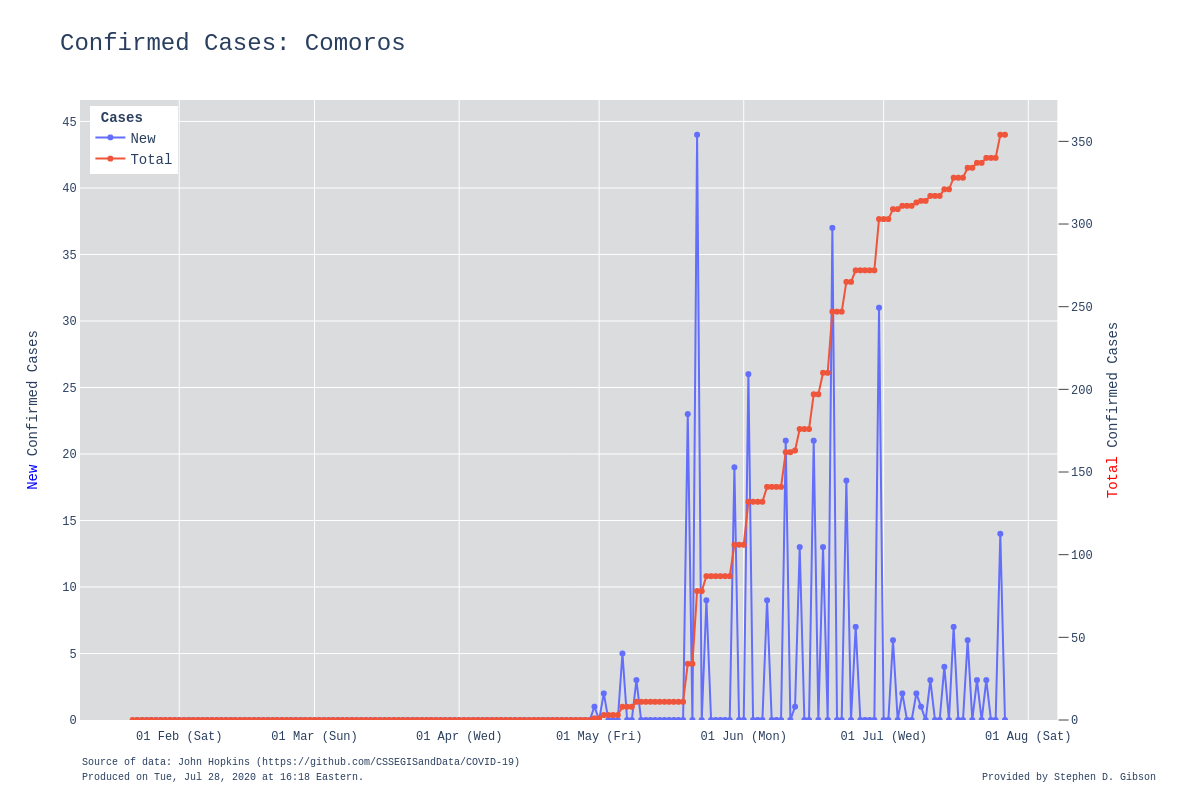 Confirmed Cases: Comoros
Cases
New
Total
45
40
35
30
25
20
15
10
5
0
350
300
250
200
150
100
50
0
New Confirmed Cases
Total Confirmed Cases
01 Feb (Sat)
01 Mar (Sun)
01 Apr (Wed)
01 May (Fri)
01 Jun (Mon)
01 Jul (Wed)
01 Aug (Sat)
Source of data: John Hopkins (https://github.com/CSSEGISandData/COVID-19)
Produced on Tue, Jul 28, 2020 at 16:18 Eastern.
Provided by Stephen D. Gibson